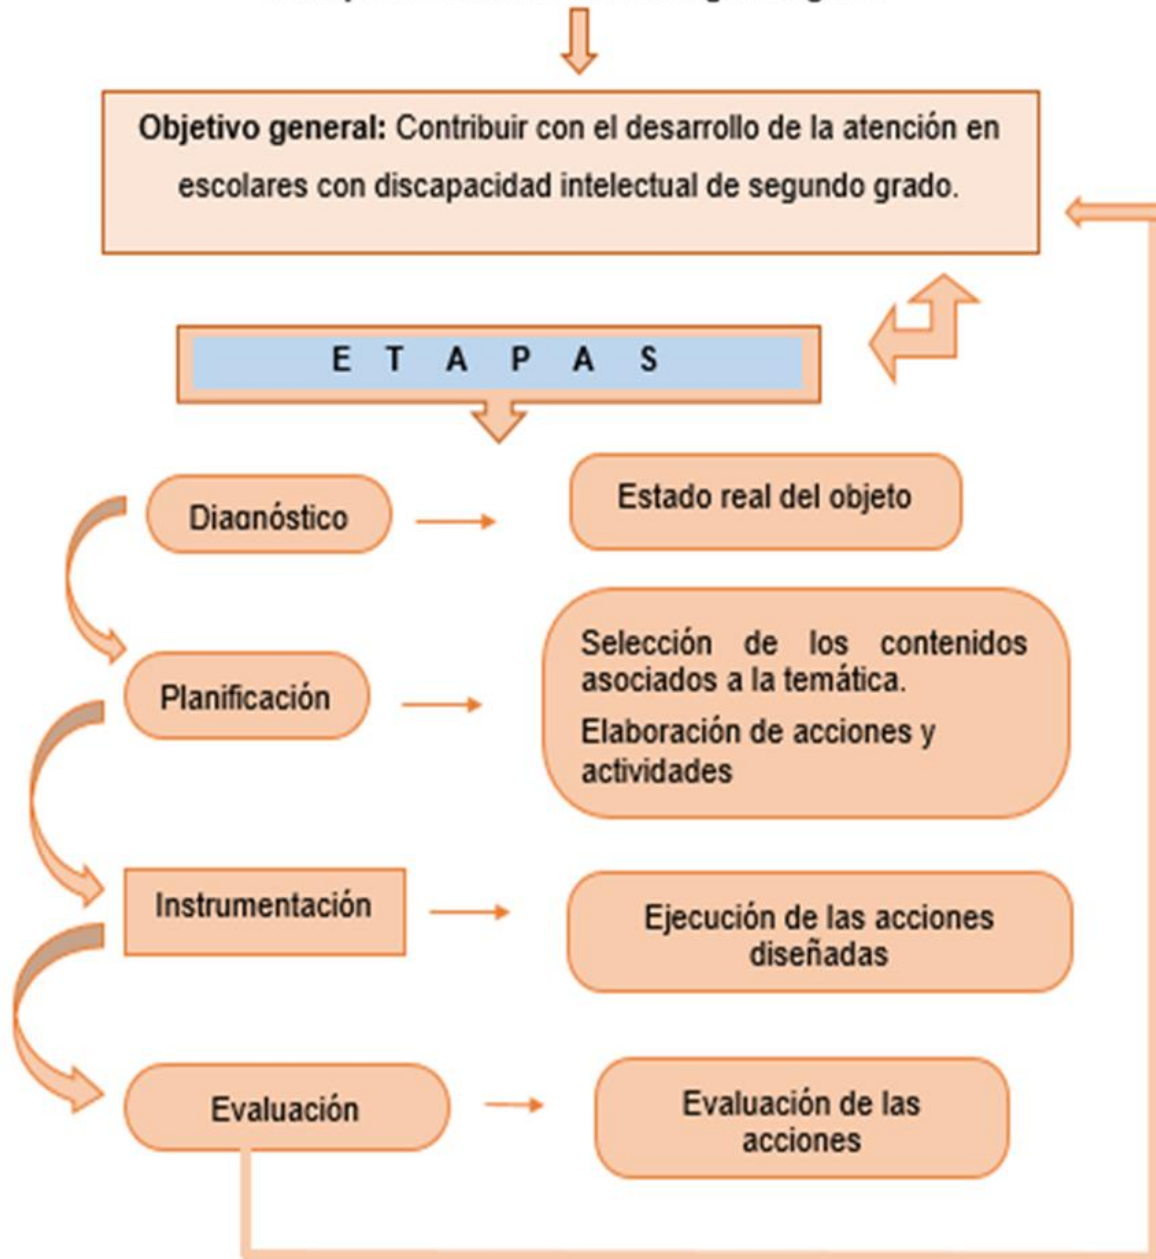 Objetivo general: Contribuir con el desarrollo de la atención en
escolares con discapacidad intelectual de segundo grado.
E T A P A S
Diagnóstico
Estado real del objeto
Planificación
Selección de los contenidos
asociados a la temática.
Elaboración de acciones y
actividades
Instrumentación
Ejecución de las acciones
diseñadas
Evaluación
Evaluación de las
acciones